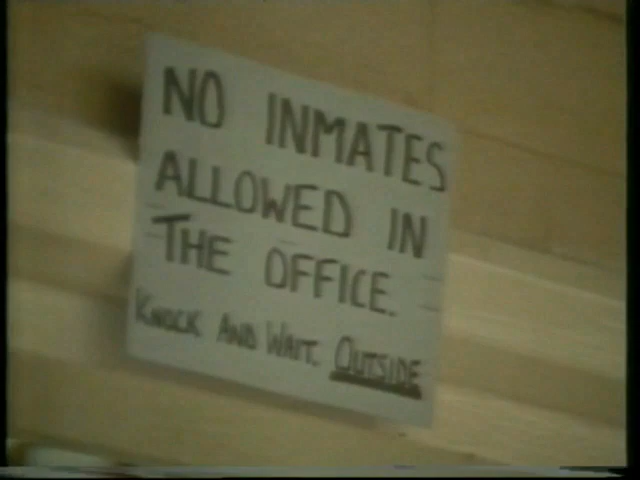 NO INMATES
ALLOWED IN
THE OFFICE.
KNOCK AND WAIT. OUTSIDE